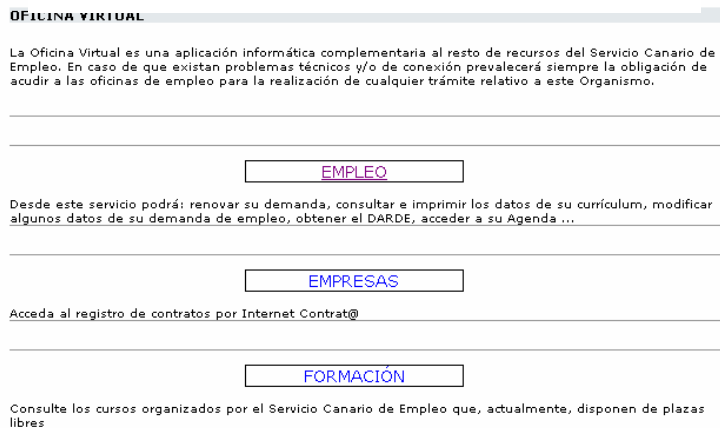 OFICINA VIRTUAL
La Oficina Virtual es una aplicación informática complementaria al resto de recursos del Servicio Canario de
Empleo. En caso de que existan problemas técnicos y/o de conexión prevalecerá siempre la obligación de
acudir a las oficinas de empleo para la realización de cualquier trámite relativo a este Organismo.
EMPLEO
Desde este servicio podrá: renovar su demanda, consultar e imprimir los datos de su currículum, modificar
algunos datos de su demanda de empleo, obtener el DARDE, acceder a su Agenda ...
EMPRESAS
Acceda al registro de contratos por Internet Contrat@
FORMACIÓN
Consulte los cursos organizados por el Servicio Canario de Empleo que, actualmente, disponen de plazas
libres